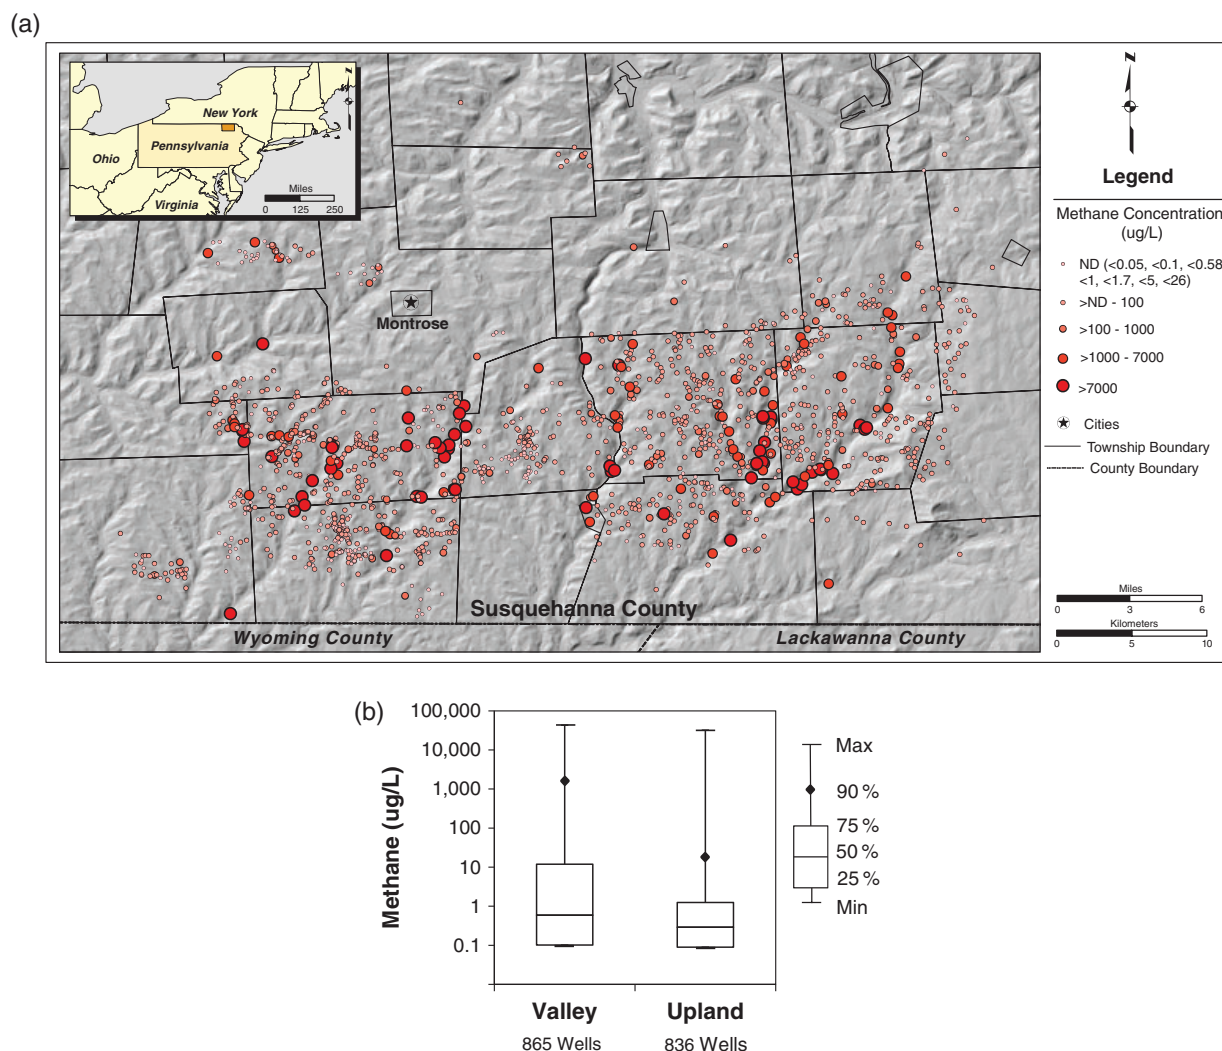 (a)
N
New York
Pennsylvania
Ohio
Virginia
Miles
0 125 250
Montrose
Susquehanna County
Wyoming County
Lackawanna County
N
Legend
Methane Concentration
(ug/L)
ND (<0.05, <0.1, <0.58
<1, <1.7, <5, <26)
>ND - 100
>100 - 1000
>1000 - 7000
>7000
Cities
Township Boundary
County Boundary
Miles
0 3 6
Kilometers
0 5 10
(b)
Methane (ug/L)
100,000
10,000
1,000
100
10
1
0.1
Valley
Upland
865 Wells
836 Wells
Max
90 %
75 %
50 %
25 %
Min